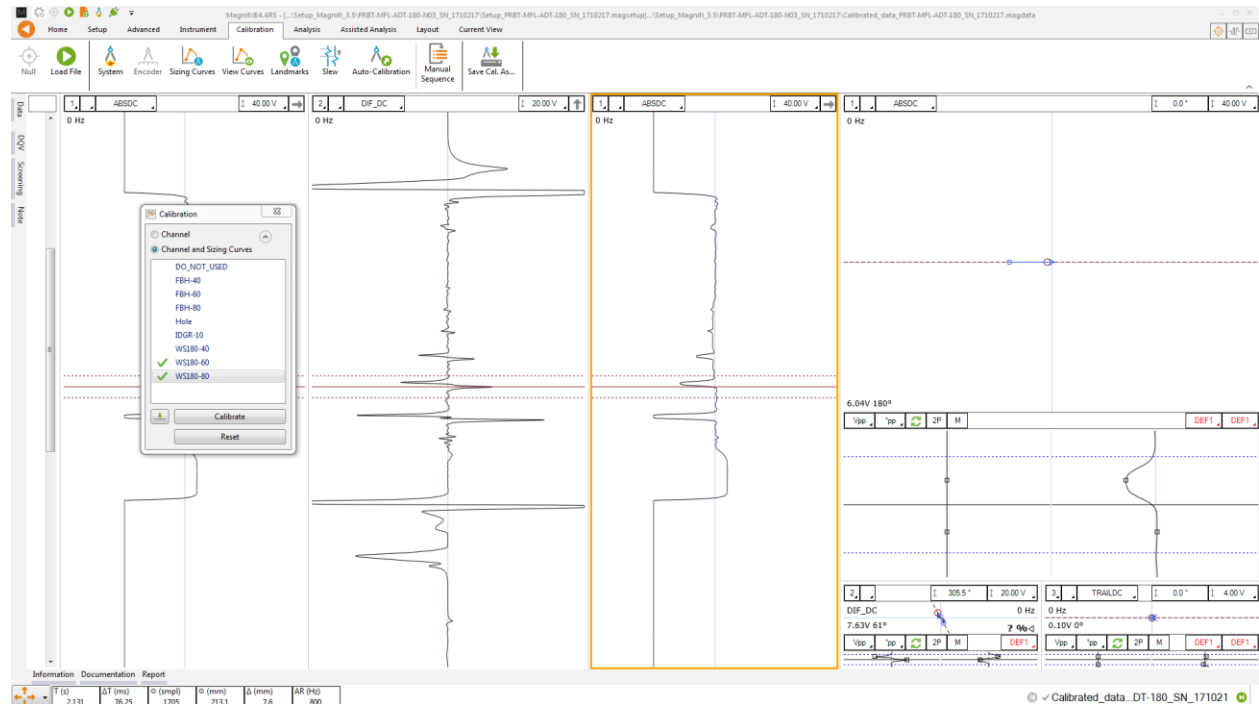 Magnifi®4.4R5 - [...\Setup_Magnifi_3.5\PRBT-MFL-ADT-180-N03_SN_1710217\Setup_PRBT-MFL-ADT-180_SN_1710217.magsetup]...\Setup_Magnifi_3.5\PRBT-MFL-ADT-180-N03_SN_1710217\Calibrated_data_PRBT-MFL-ADT-180_SN_1710217.magdata
Home Setup Advanced Instrument Calibration Analysis Assisted Analysis Layout Current View
Null Load File System Encoder Sizing Curves View Curves Landmarks Slew Auto-Calibration Manual Sequence Save Cal. As...
Data
DQV
Screening
Note
1 ABSDC 40.00 V
0 Hz
2 DIF_DC 20.00 V
0 Hz
1 ABSDC 40.00 V
0 Hz
1 ABSDC 0.0 ° 40.00 V
0 Hz
Calibration
Channel
Channel and Sizing Curves
DO_NOT_USED
FBH-40
FBH-60
FBH-80
Hole
IDGR-10
WS180-40
WS180-60
WS180-80
Calibrate
Reset
6.04V 180°
Vpp °pp 2P M DEF1 DEF1
2 305.5 ° 20.00 V
DIF_DC 0 Hz
7.63V 61° ? %
Vpp °pp 2P M DEF1
3 TRAILDC 0.0 ° 4.00 V
0 Hz
0.10V 0°
Vpp °pp 2P M DEF1 DEF1
Information Documentation Report
T (s) ΔT (ms) (smpl) (mm) Δ (mm) AR (Hz)
2.131 76.25 1705 213.1 7.6 800
Calibrated_data...DT-180_SN_171021